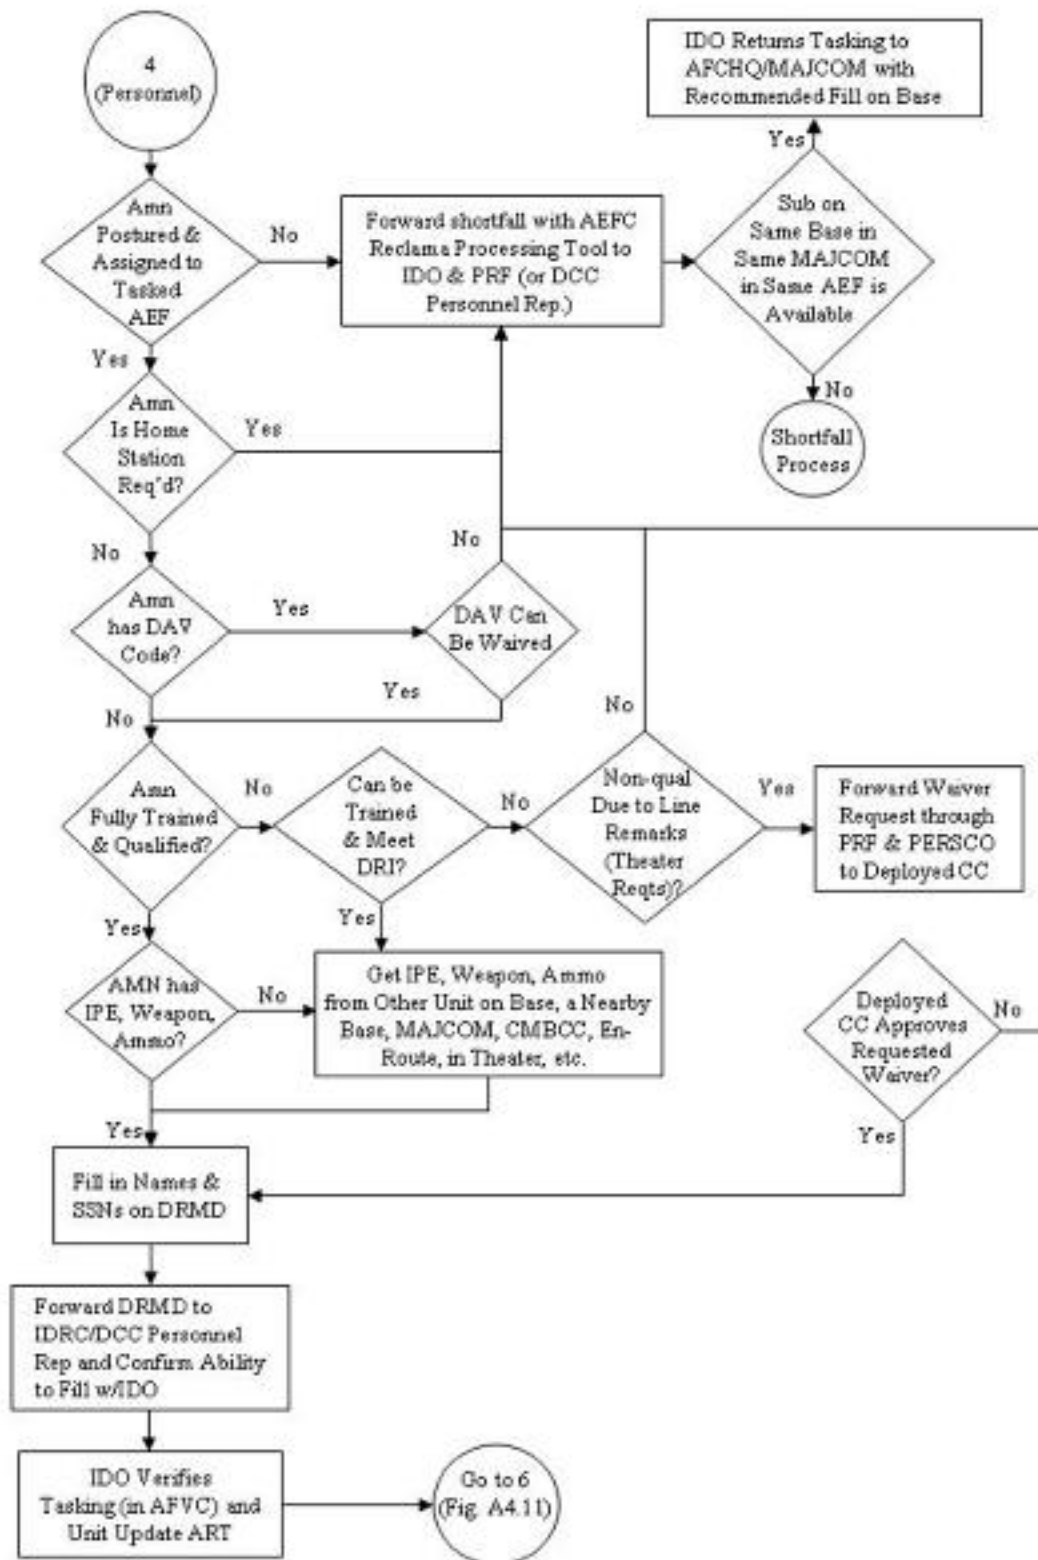 4
(Personnel)
IDO Returns Tasking to
AFCHQ/MAJCOM with
Recommended Fill on Base
Yes
Amn
Postured &
Assigned to
Tasked
AEF
No
Forward shortfall with AEFC
Reclama Processing Tool to
IDO & PRF (or DCC
Personnel Rep.)
Sub on
Same Base in
Same MAJCOM
in Same AEF is
Available
Yes
No
Amn
Is Home
Station
Req'd?
Yes
Shortfall
Process
No
No
Amn
has DAV
Code?
Yes
DAV Can
Be Waived
Yes
No
No
Amn
Fully Trained
& Qualified?
No
Can be
Trained
& Meet
DRI?
No
Non-qual
Due to Line
Remarks
(Theater
Reqts)?
Yes
Forward Waiver
Request through
PRF & PERSCO
to Deployed CC
Yes
Yes
AMN has
IPE, Weapon,
Ammo?
No
Get IPE, Weapon, Ammo
from Other Unit on Base, a Nearby
Base, MAJCOM, CMBCC, En-
Route, in Theater, etc.
Deployed
CC Approves
Requested
Waiver?
No
Yes
Yes
Fill in Names &
SSNs on DRMD
Forward DRMD to
IDRC/DCC Personnel
Rep and Confirm Ability
to Fill w/IDO
IDO Verifies
Tasking (in AFVC) and
Unit Update ART
Go to 6
(Fig. A4.11)